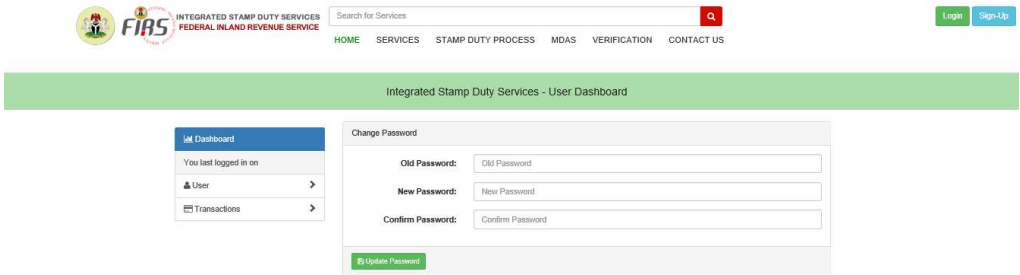 FIRS
INTEGRATED STAMP DUTY SERVICES
FEDERAL INLAND REVENUE SERVICE
Search for Services
Login
Sign-Up
HOME SERVICES STAMP DUTY PROCESS MDAS VERIFICATION CONTACT US
Integrated Stamp Duty Services - User Dashboard
Dashboard
You last logged in on
User
Transactions
Change Password
Old Password: Old Password
New Password: New Password
Confirm Password: Confirm Password
Update Password